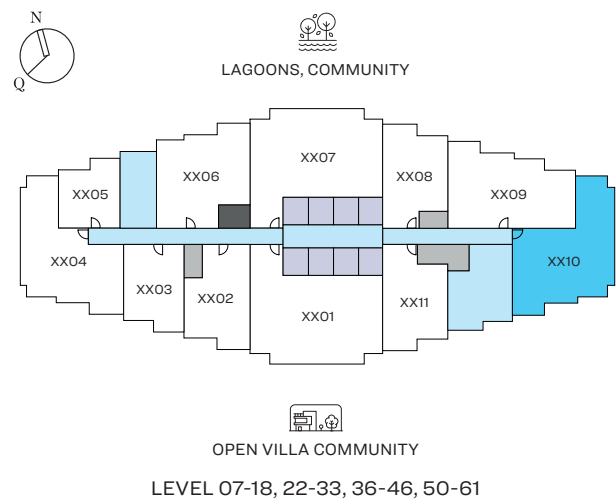 N
Q
LAGOONS, COMMUNITY
XX07
XX06
XX08
XX05
XX09
XX04
XX10
XX03
XX02
XX01
XX11
OPEN VILLA COMMUNITY
LEVEL 07-18, 22-33, 36-46, 50-61